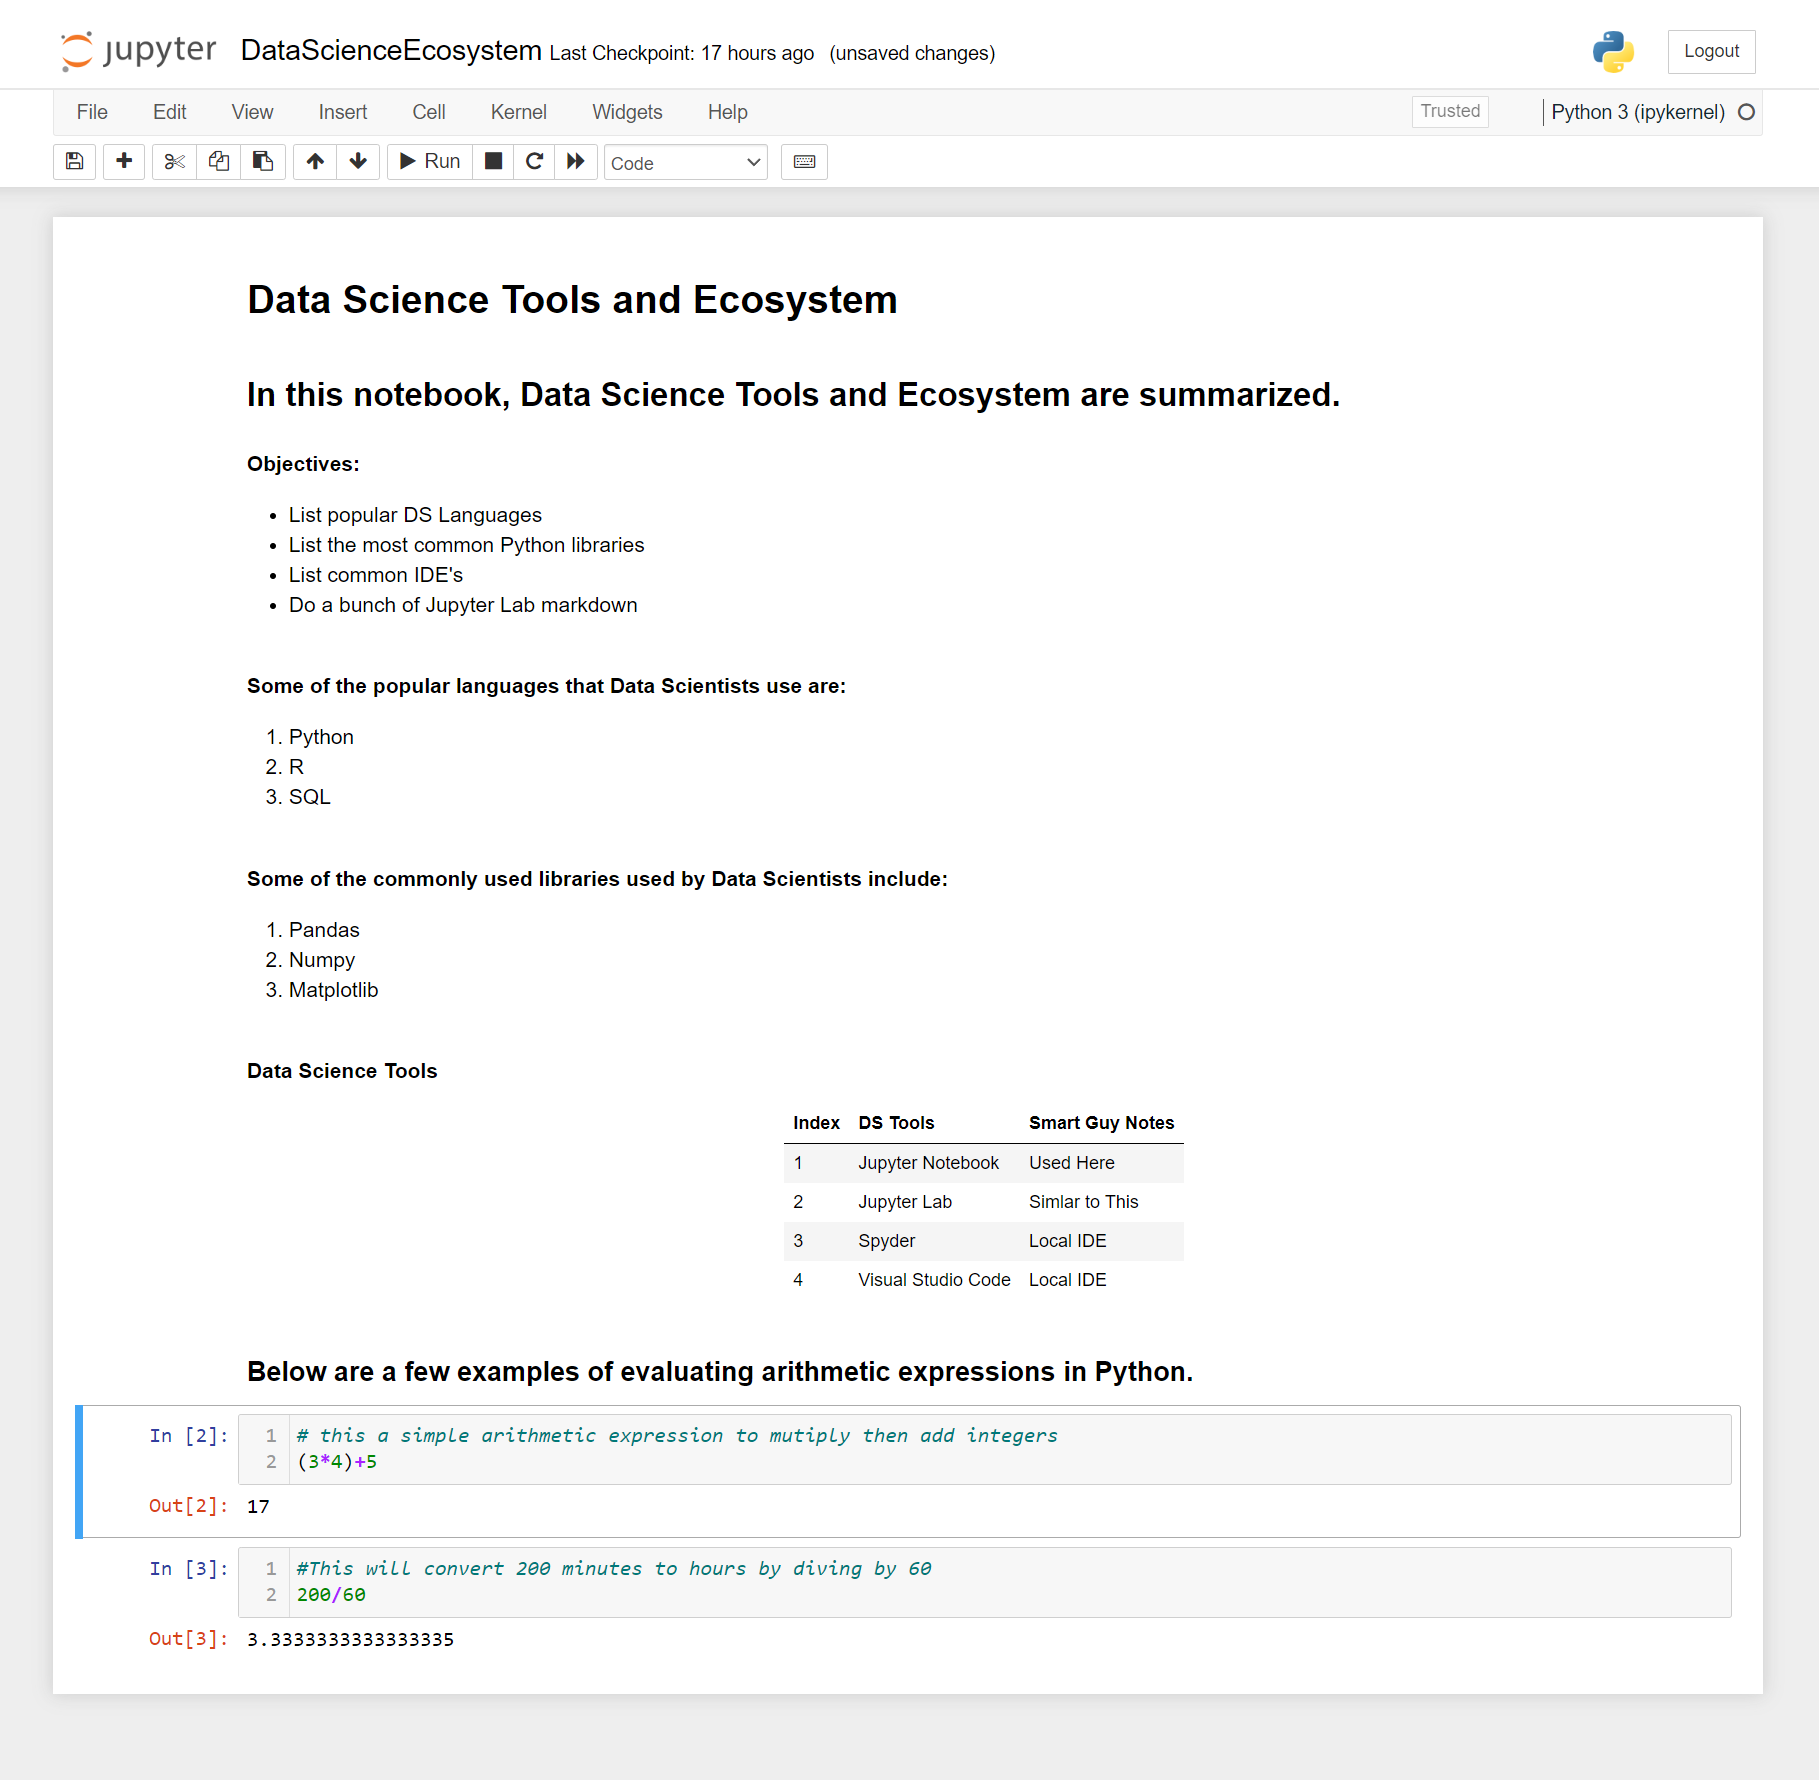 jupyter DataScienceEcosystem Last Checkpoint: 17 hours ago (unsaved changes) Logout
File Edit View Insert Cell Kernel Widgets Help Trusted Python 3 (ipykernel)
Run Code
Data Science Tools and Ecosystem
In this notebook, Data Science Tools and Ecosystem are summarized.
Objectives:
• List popular DS Languages
• List the most common Python libraries
• List common IDE's
• Do a bunch of Jupyter Lab markdown
Some of the popular languages that Data Scientists use are:
1. Python
2. R
3. SQL
Some of the commonly used libraries used by Data Scientists include:
1. Pandas
2. Numpy
3. Matplotlib
Data Science Tools
Index DS Tools Smart Guy Notes
1 Jupyter Notebook Used Here
2 Jupyter Lab Simlar to This
3 Spyder Local IDE
4 Visual Studio Code Local IDE
Below are a few examples of evaluating arithmetic expressions in Python.
In [2]: 1 # this a simple arithmetic expression to mutiply then add integers
2 (3*4)+5
Out[2]: 17
In [3]: 1 #This will convert 200 minutes to hours by diving by 60
2 200/60
Out[3]: 3.3333333333333335